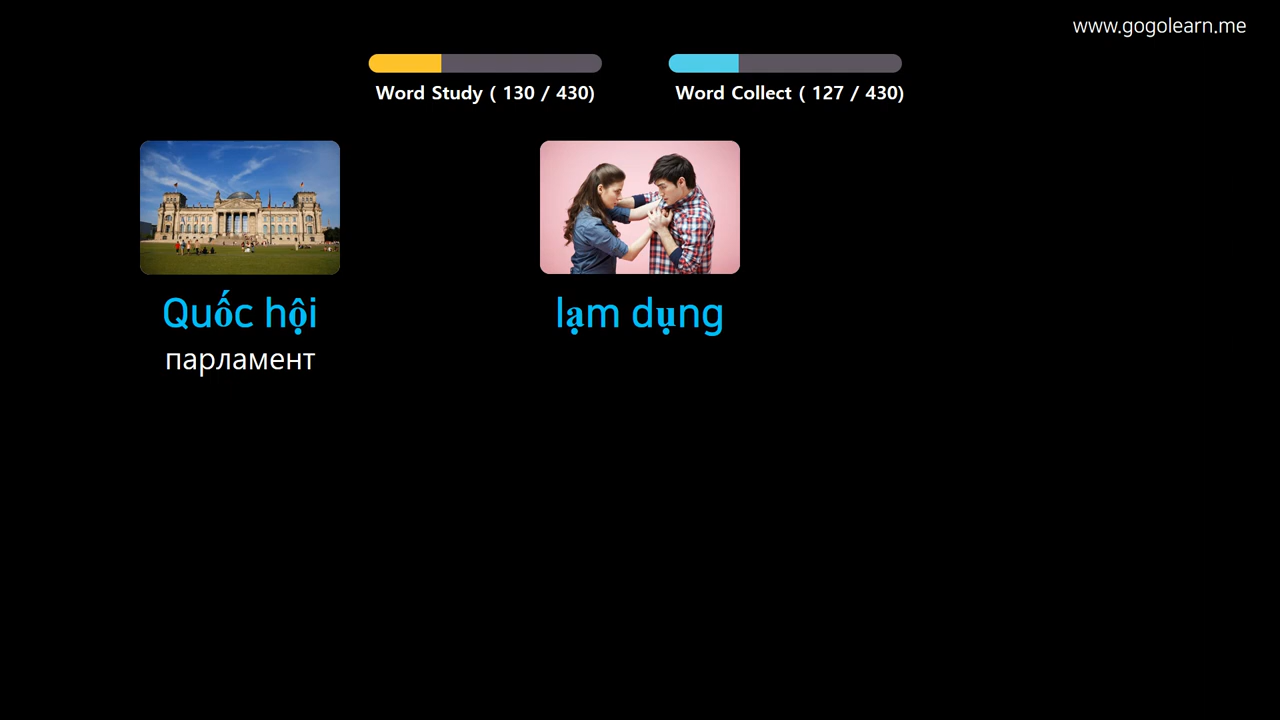 www.gogolearn.me
Word Study ( 130 / 430)
Word Collect ( 127 / 430)
Quốc hội
парламент
lạm dụng